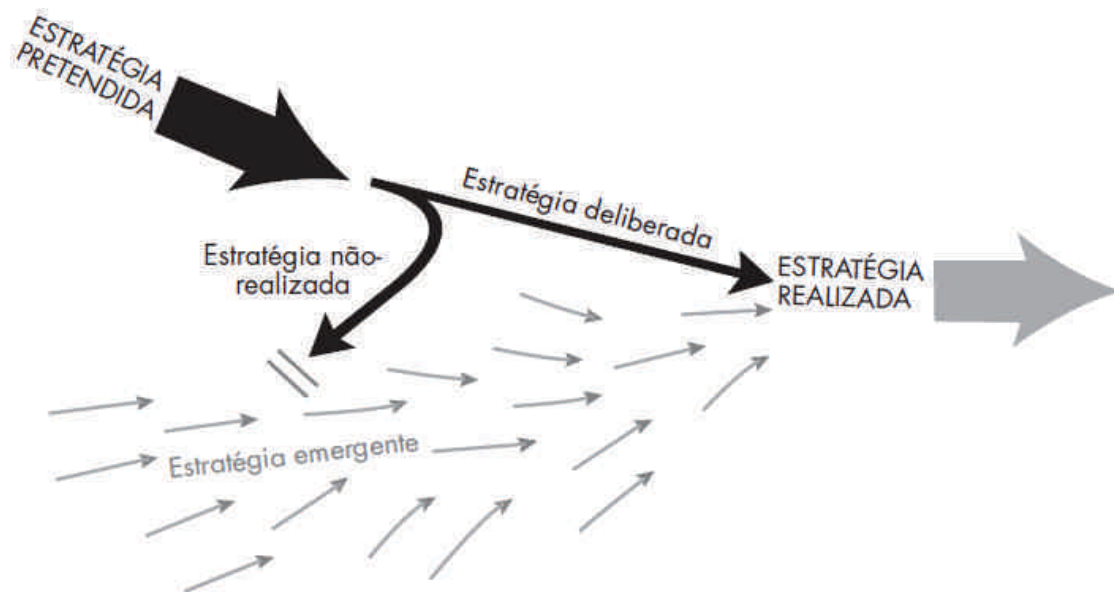 ESTRATÉGIA
PRETENDIDA
Estratégia deliberada
Estratégia não-
realizada
ESTRATÉGIA
REALIZADA
Estratégia emergente